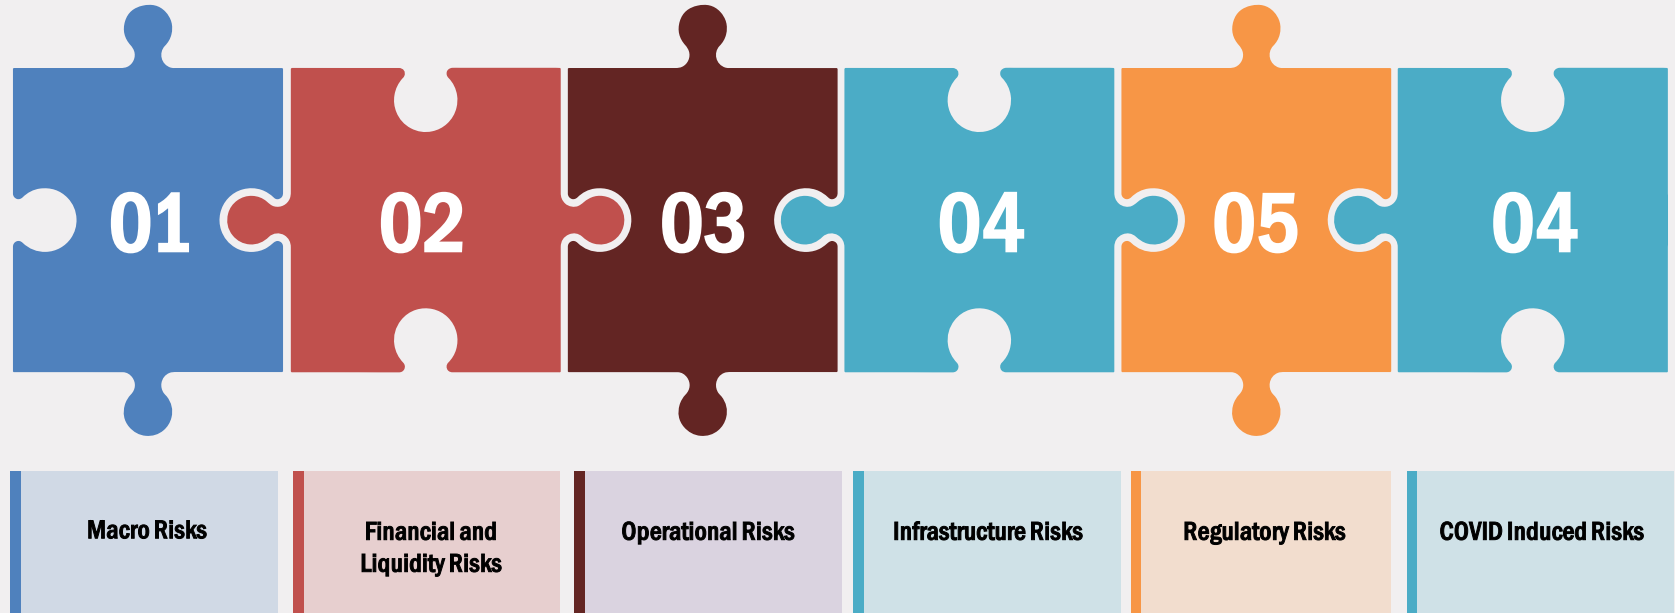 01 02 03 04 05 04
Macro Risks
Financial and
Liquidity Risks
Operational Risks
Infrastructure Risks
Regulatory Risks
COVID Induced Risks